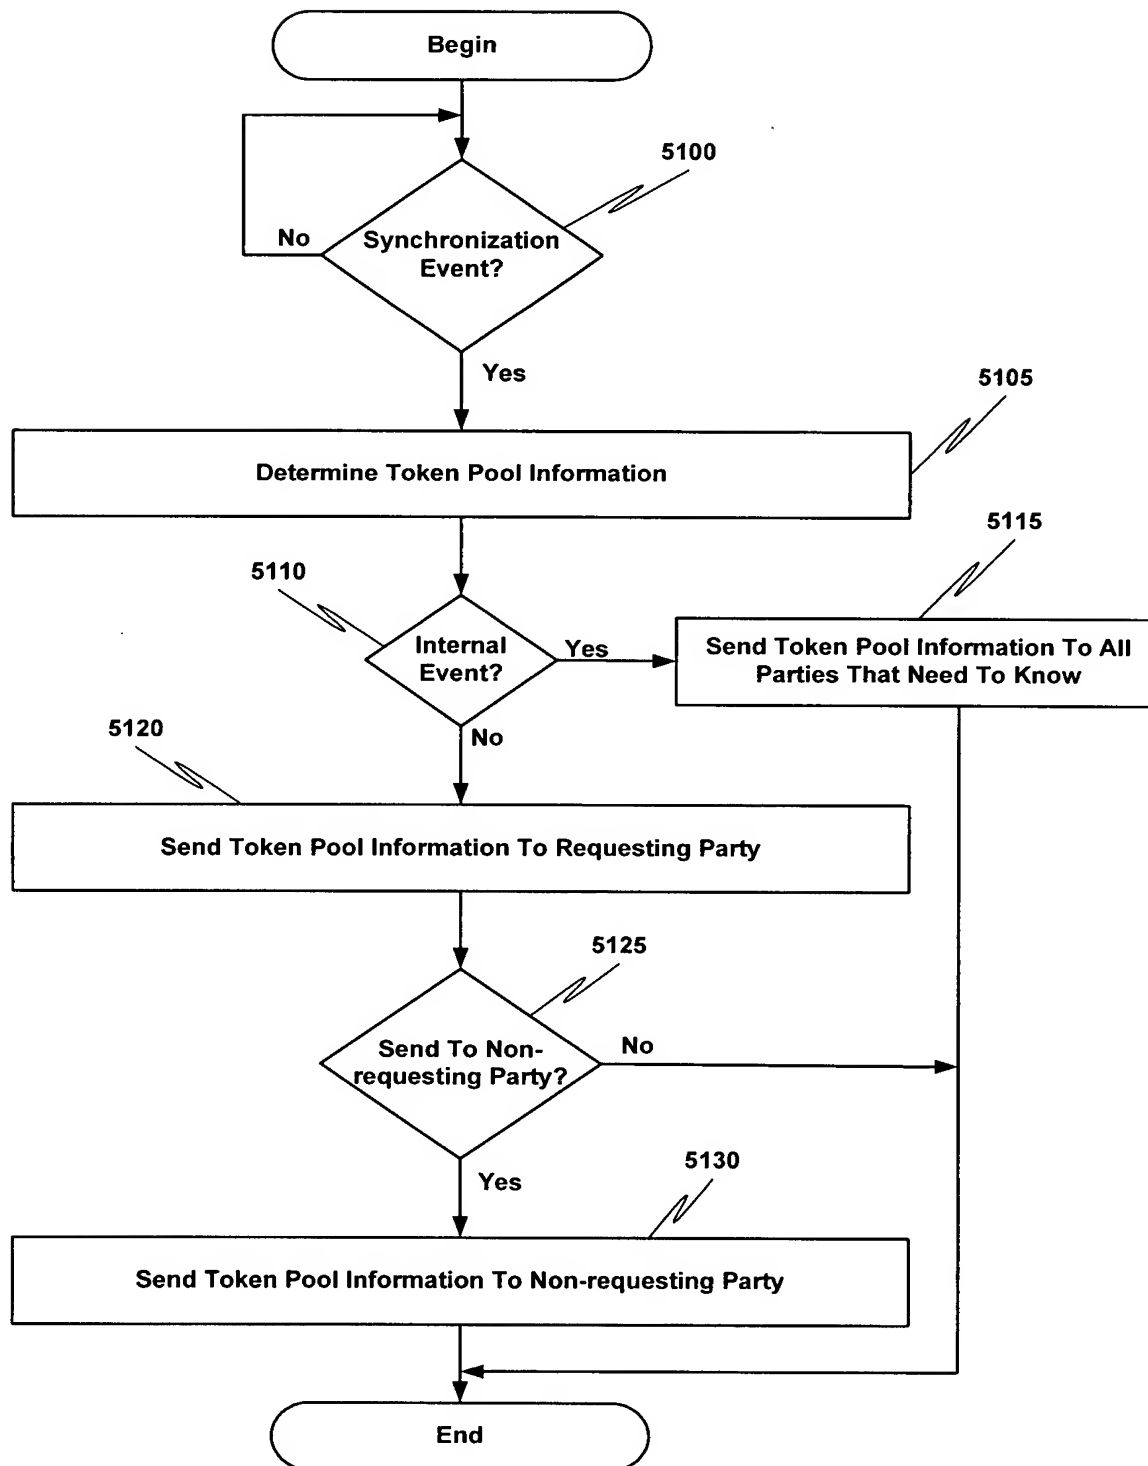 Begin
5100
No
Synchronization
Event?
Yes
5105
Determine Token Pool Information
5115
5110
Internal
Event?
Yes
Send Token Pool Information To All
Parties That Need To Know
No
5120
Send Token Pool Information To Requesting Party
5125
Send To Non-
requesting Party?
No
Yes
5130
Send Token Pool Information To Non-requesting Party
End